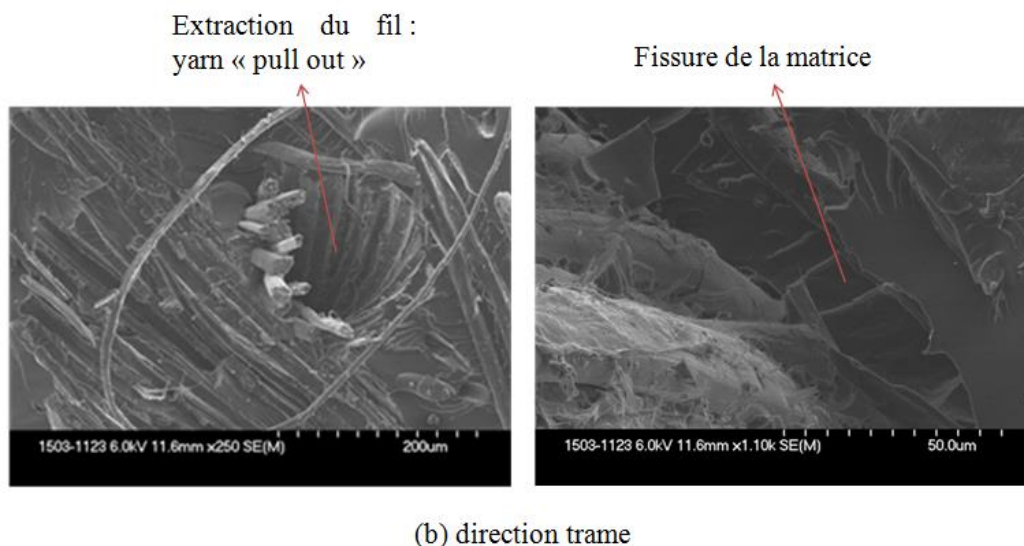 Extraction du fil :
yarn « pull out »
Fissure de la matrice
1503-1123 6.0kV 11.6mm x250 SE(M) 200um
1503-1123 6.0kV 11.6mm x1.10k SE(M) 50.0um
(b) direction trame